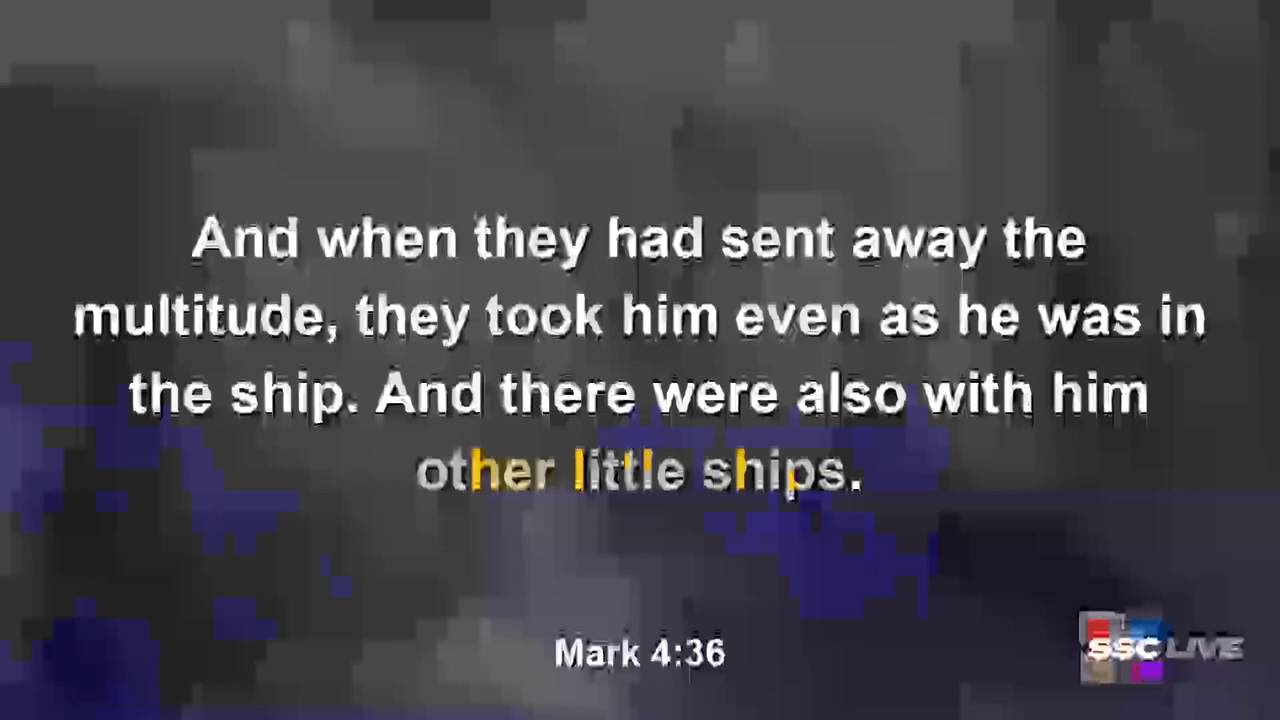 And when they had sent away the
multitude, they took him even as he was in
the ship. And there were also with him
other little ships.
Mark 4:36
SSC LIVE